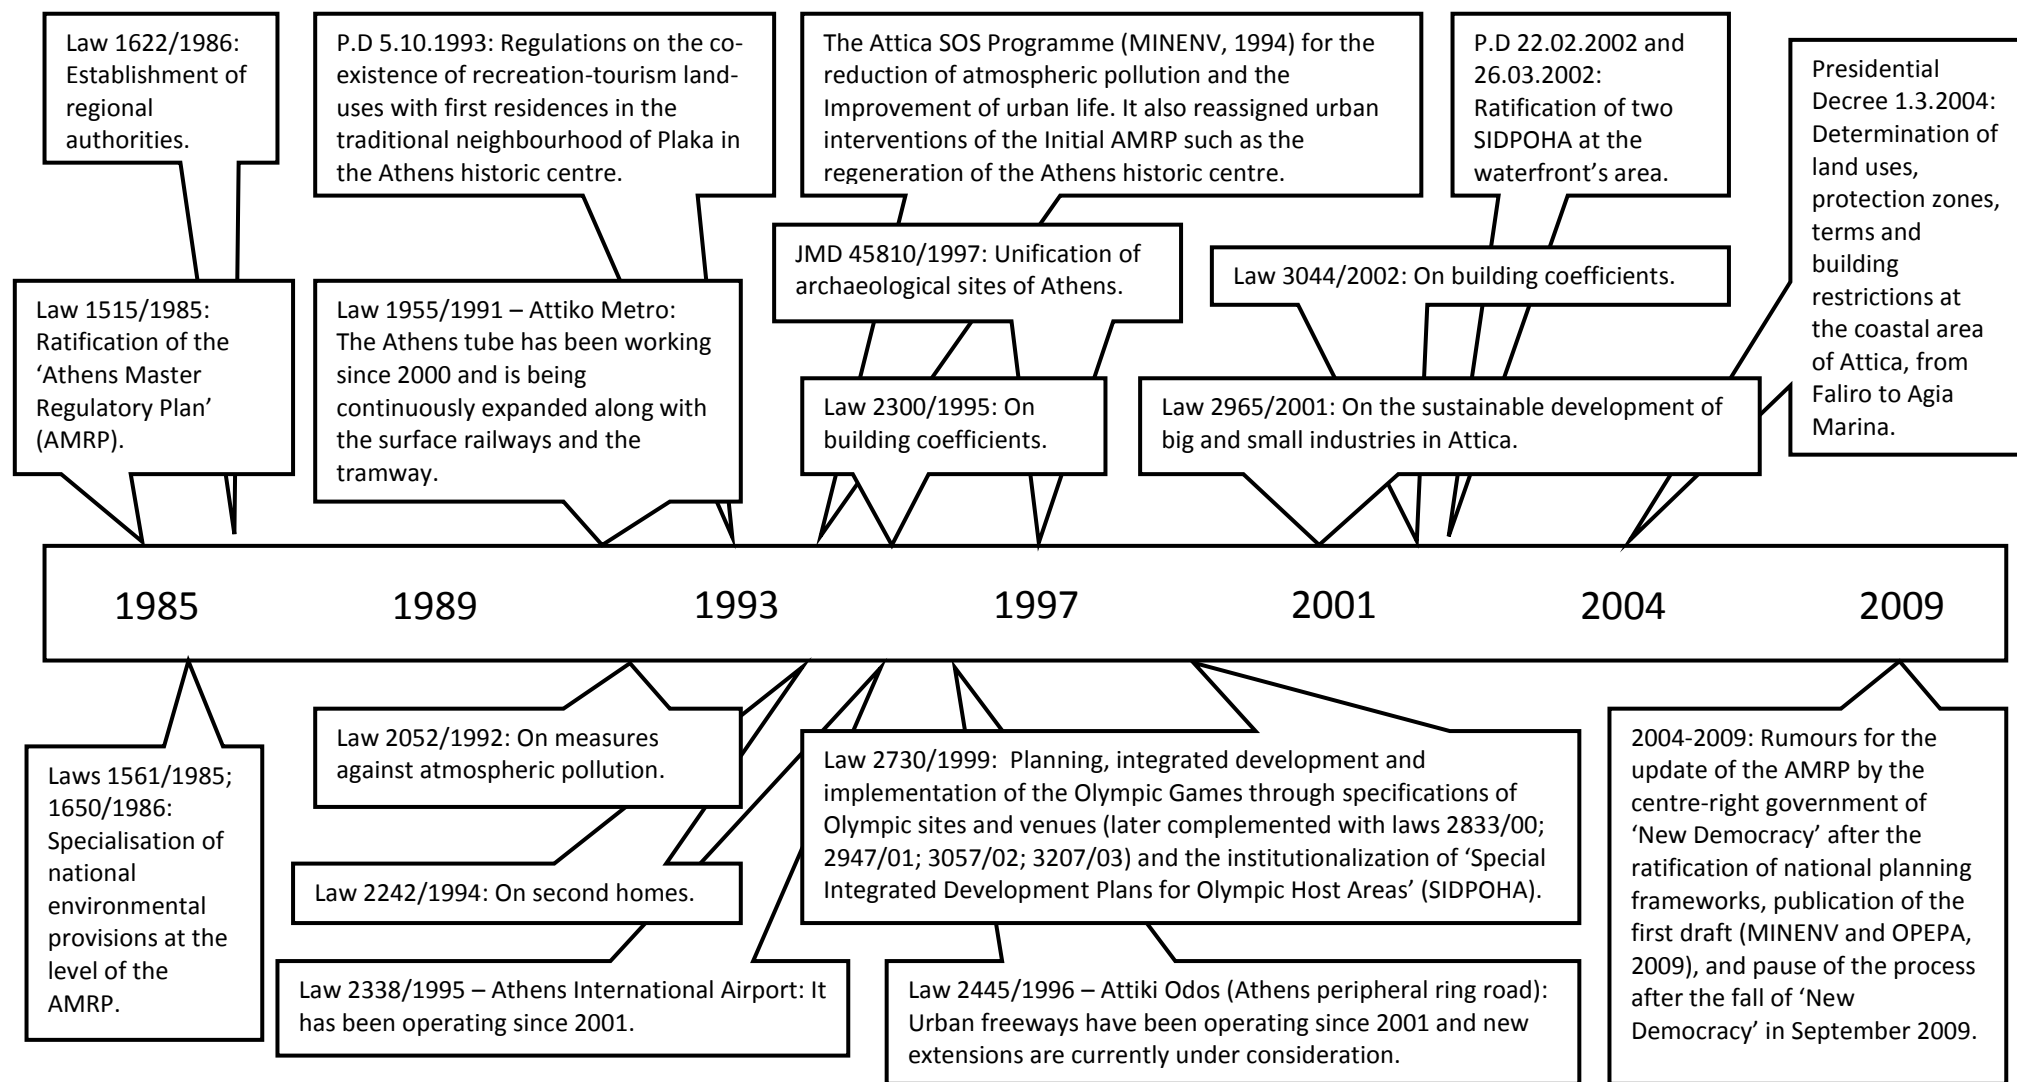 Law 1622/1986:
Establishment of
regional
authorities.
P.D 5.10.1993: Regulations on the co-
existence of recreation-tourism land-
uses with first residences in the
traditional neighbourhood of Plaka in
the Athens historic centre.
The Attica SOS Programme (MINENV, 1994) for the
reduction of atmospheric pollution and the
Improvement of urban life. It also reassigned urban
interventions of the Initial AMRP such as the
regeneration of the Athens historic centre.
P.D 22.02.2002 and
26.03.2002:
Ratification of two
SIDPOHA at the
waterfront’s area.
Presidential
Decree 1.3.2004:
Determination of
land uses,
protection zones,
terms and
building
restrictions at
the coastal area
of Attica, from
Faliro to Agia
Marina.
JMD 45810/1997: Unification of
archaeological sites of Athens.
Law 3044/2002: On building coefficients.
Law 1515/1985:
Ratification of the
‘Athens Master
Regulatory Plan’
(AMRP).
Law 1955/1991 – Attiko Metro:
The Athens tube has been working
since 2000 and is being
continuously expanded along with
the surface railways and the
tramway.
Law 2300/1995: On
building coefficients.
Law 2965/2001: On the sustainable development of
big and small industries in Attica.
1985 1989 1993 1997 2001 2004 2009
Laws 1561/1985;
1650/1986:
Specialisation of
national
environmental
provisions at the
level of the
AMRP.
Law 2052/1992: On measures
against atmospheric pollution.
Law 2242/1994: On second homes.
Law 2338/1995 – Athens International Airport: It
has been operating since 2001.
Law 2730/1999:  Planning, integrated development and
implementation of the Olympic Games through specifications of
Olympic sites and venues (later complemented with laws 2833/00;
2947/01; 3057/02; 3207/03) and the institutionalization of ‘Special
Integrated Development Plans for Olympic Host Areas’ (SIDPOHA).
Law 2445/1996 – Attiki Odos (Athens peripheral ring road):
Urban freeways have been operating since 2001 and new
extensions are currently under consideration.
2004-2009: Rumours for the
update of the AMRP by the
centre-right government of
‘New Democracy’ after the
ratification of national planning
frameworks, publication of the
first draft (MINENV and OPEPA,
2009), and pause of the process
after the fall of ‘New
Democracy’ in September 2009.